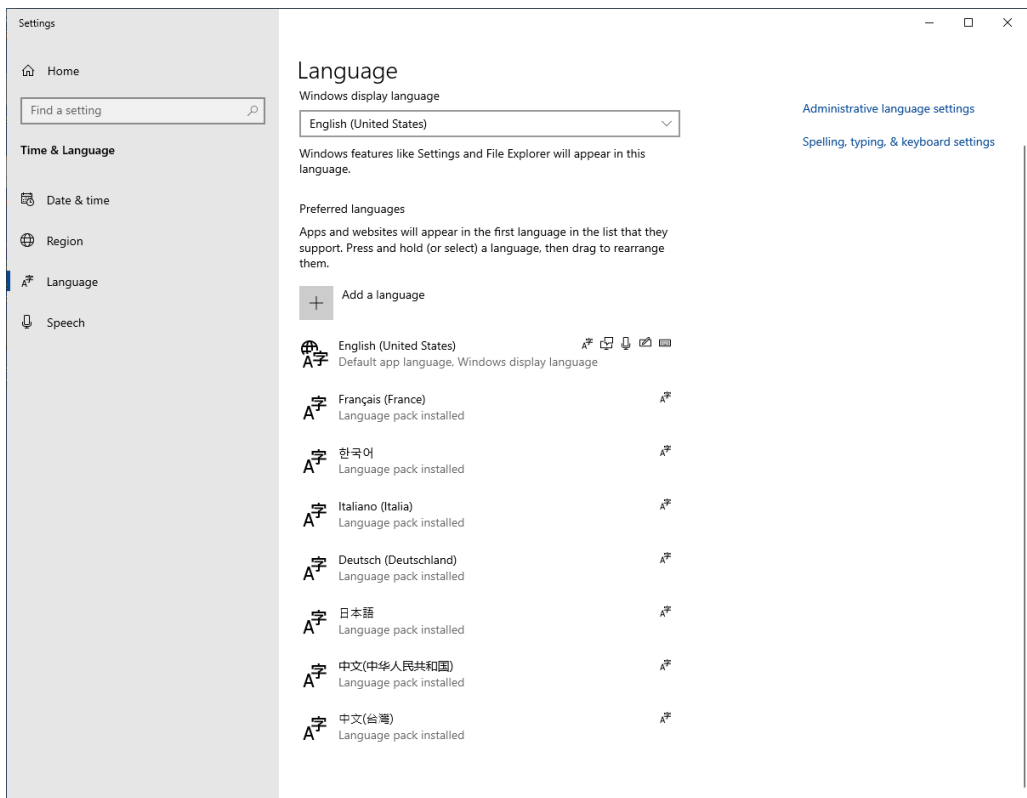 Settings
Home
Find a setting
Time & Language
Date & time
Region
Language
Speech
Language
Windows display language
English (United States)
Windows features like Settings and File Explorer will appear in this
language.
Preferred languages
Apps and websites will appear in the first language in the list that they
support. Press and hold (or select) a language, then drag to rearrange
them.
Add a language
English (United States)
Default app language, Windows display language
Français (France)
Language pack installed
한국어
Language pack installed
Italiano (Italia)
Language pack installed
Deutsch (Deutschland)
Language pack installed
日本語
Language pack installed
中文(中华人民共和国)
Language pack installed
中文(台灣)
Language pack installed
Administrative language settings
Spelling, typing, & keyboard settings